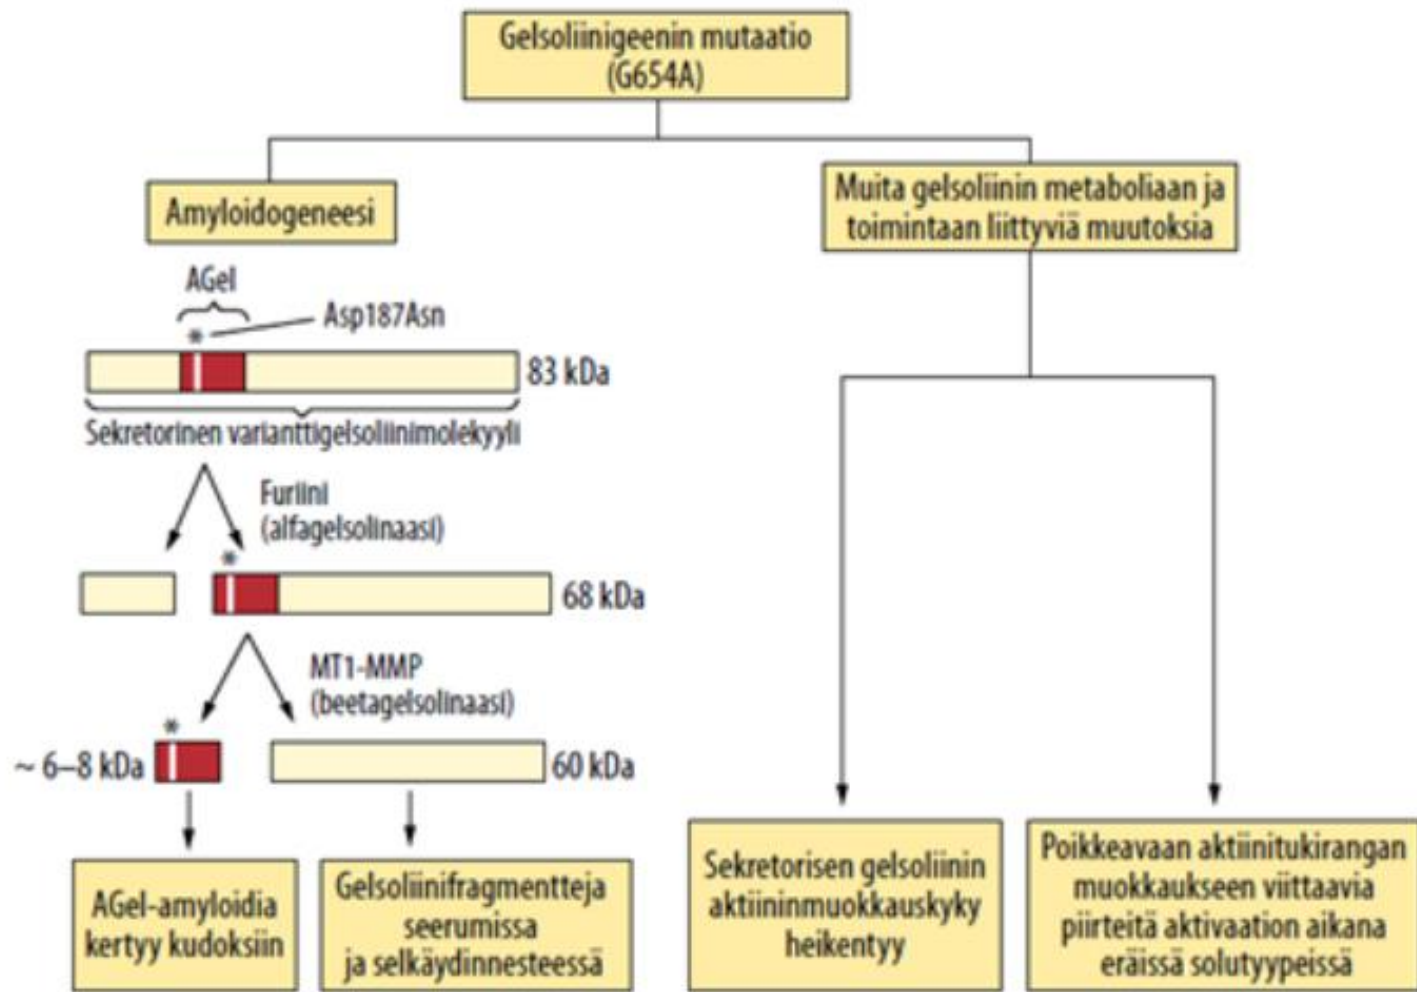 Gelsoliinigeenin mutaatio
(G654A)
Amyloidogeneesi
Muita gelsoliinin metaboliaan ja
toimintaan liittyviä muutoksia
AGel
*
Asp187Asn
83 kDa
Sekretorinen varianttigelsoliinimolekyyli
Furiini
(alfagelsolinaasi)
*
68 kDa
MT1-MMP
(beetagelsolinaasi)
*
~ 6–8 kDa
60 kDa
AGel-amyloidia
kertyy kudoksiin
Gelsoliinifragmentteja
seerumissa
ja selkäydinnesteessä
Sekretorisen gelsoliinin
aktiininmuokkauskyky
heikentyy
Poikkeavaan aktiinitukirangan
muokkaukseen viittaavia
piirteitä aktivaation aikana
eräissä solutyypeissä